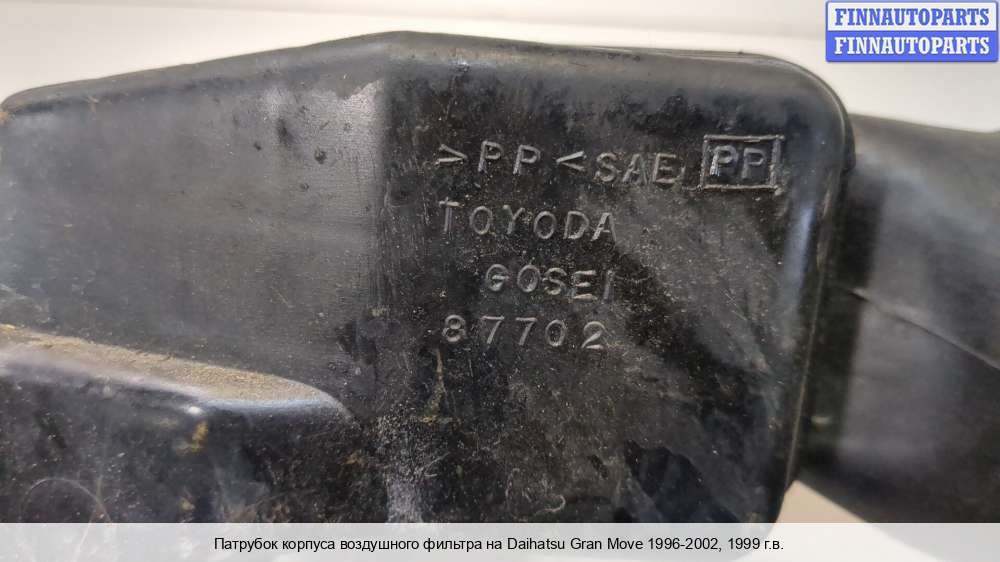 FINNAUTOPARTS
FINNAUTOPARTS
>PP< SAE PP
TOYODA
GOSEI
87702
Патрубок корпуса воздушного фильтра на Daihatsu Gran Move 1996-2002, 1999 г.в.